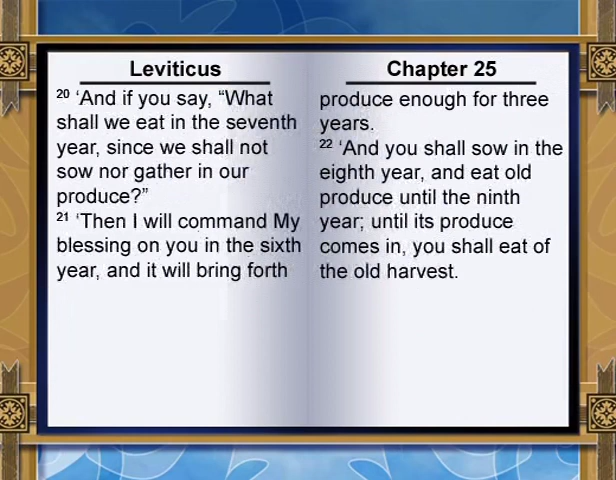 Leviticus
²⁰ ‘And if you say, “What
shall we eat in the seventh
year, since we shall not
sow nor gather in our
produce?”
²¹ ‘Then I will command My
blessing on you in the sixth
year, and it will bring forth
Chapter 25
produce enough for three
years.
²² ‘And you shall sow in the
eighth year, and eat old
produce until the ninth
year; until its produce
comes in, you shall eat of
the old harvest.